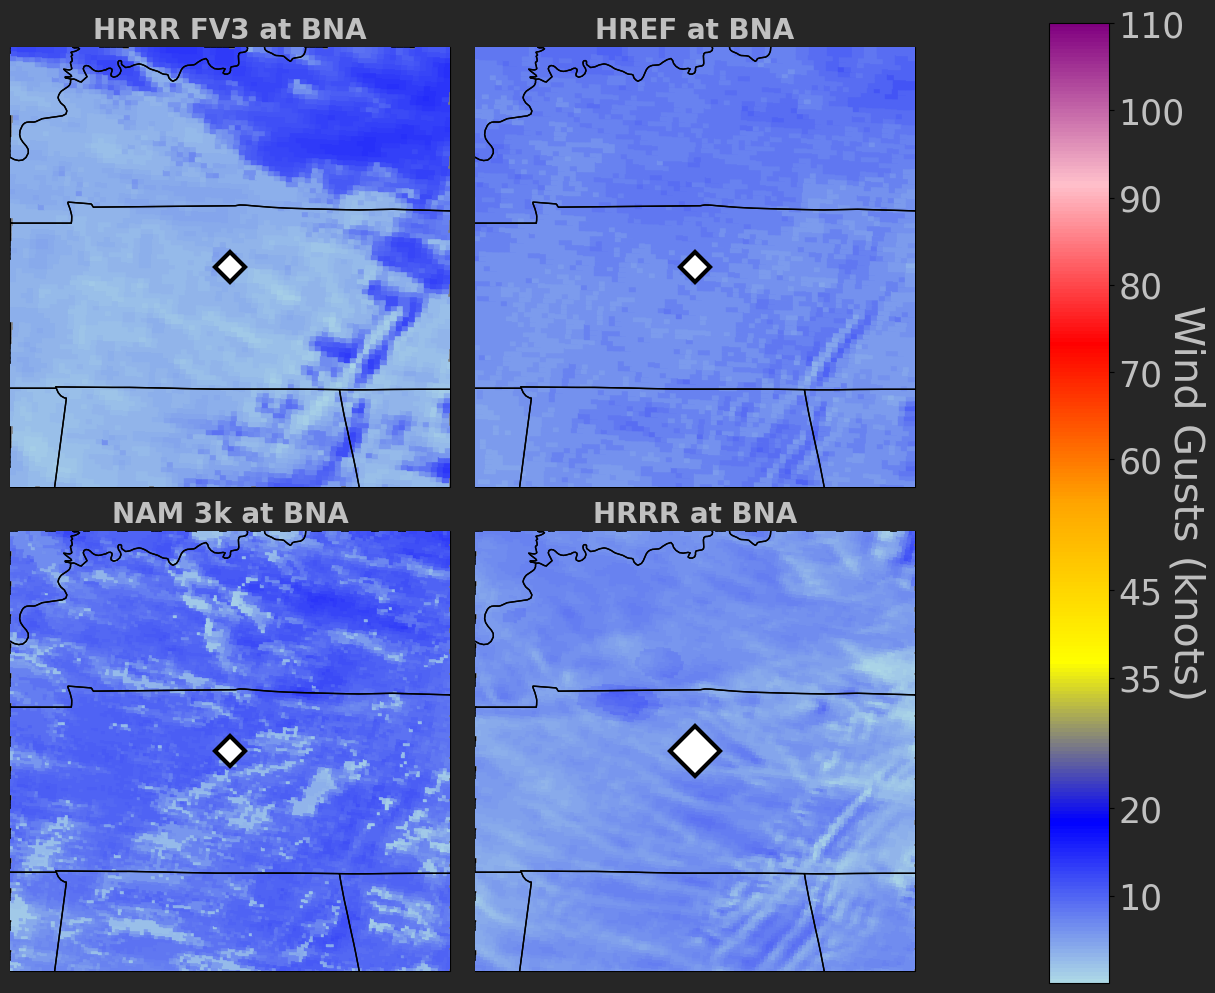 HRRR FV3 at BNA
HREF at BNA
NAM 3k at BNA
HRRR at BNA
110
100
90
80
70
60
45
35
20
10
Wind Gusts (knots)